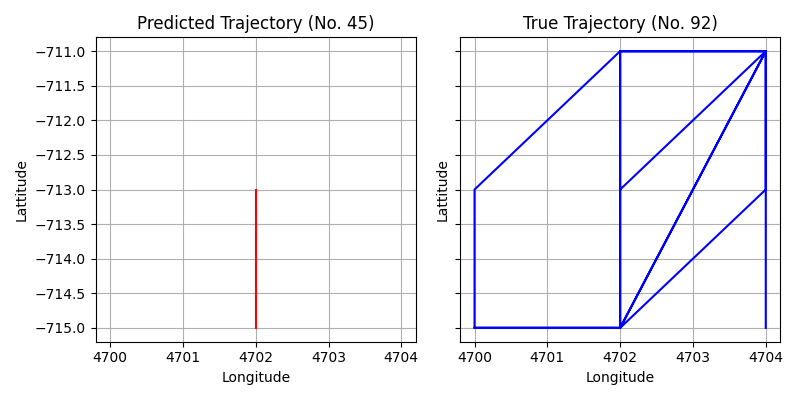 Predicted Trajectory (No. 45)
True Trajectory (No. 92)
−711.0
−711.5
−712.0
−712.5
−713.0
−713.5
−714.0
−714.5
−715.0
Lattitude
4700 4701 4702 4703 4704
Longitude
Lattitude
4700 4701 4702 4703 4704
Longitude